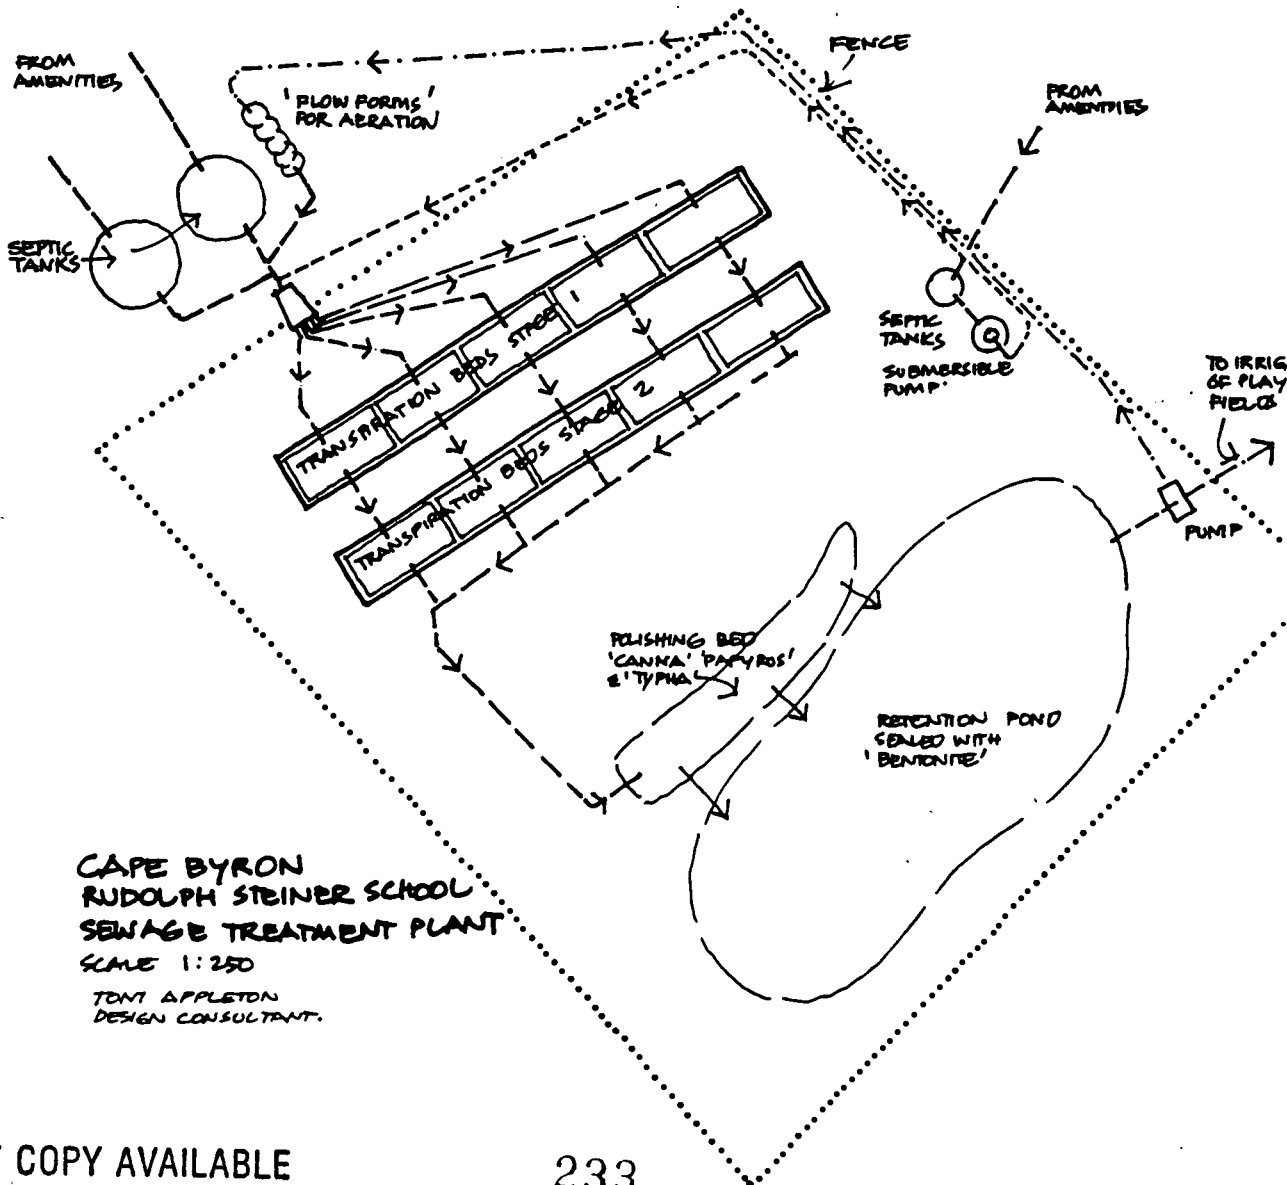 FROM
AMENITIES
'FLOW FORMS'
FOR AERATION
FENCE
FROM
AMENITIES
SEPTIC
TANKS
TRANSPIRATION BEDS STAGE 1
TRANSPIRATION BEDS STAGE 2
SEPTIC
TANKS
SUBMERSIBLE
PUMP.
TO IRRIG
OF PLAY
FIELDS
PUMP
POLISHING BED
'CANNA' 'PAPYROS'
& 'TYPHA'
RETENTION POND
SEALED WITH
'BENTONITE'
CAPE BYRON
RUDOLPH STEINER SCHOOL
SEWAGE TREATMENT PLANT
SCALE 1:250
TONY APPLETON
DESIGN CONSULTANT.
COPY AVAILABLE
233